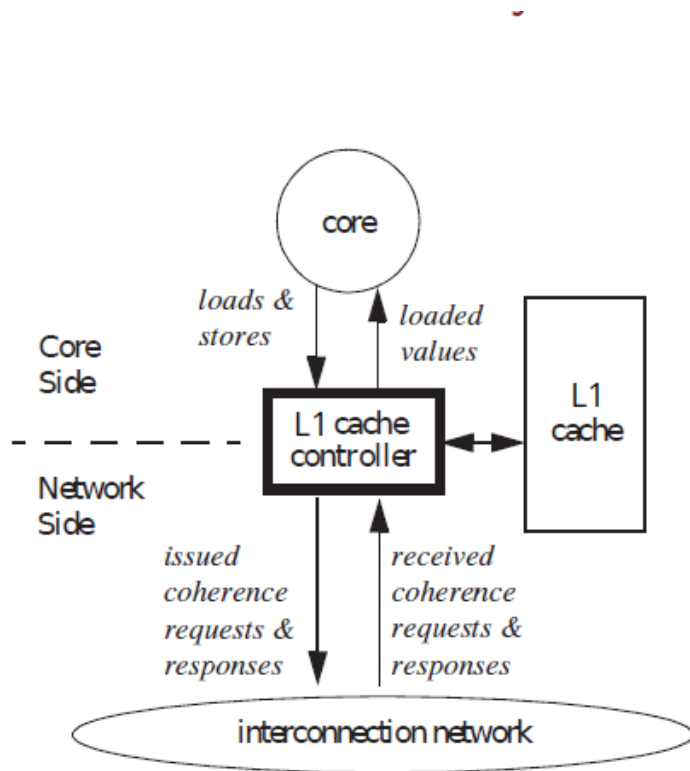 core
loads &
stores
loaded
values
Core
Side
L1 cache
controller
L1
cache
Network
Side
issued
coherence
requests &
responses
received
coherence
requests &
responses
interconnection network